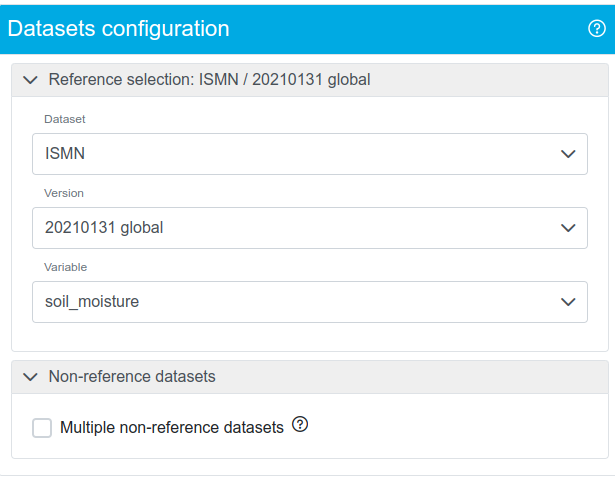 Datasets configuration
Reference selection: ISMN / 20210131 global
Dataset
ISMN
Version
20210131 global
Variable
soil_moisture
Non-reference datasets
Multiple non-reference datasets